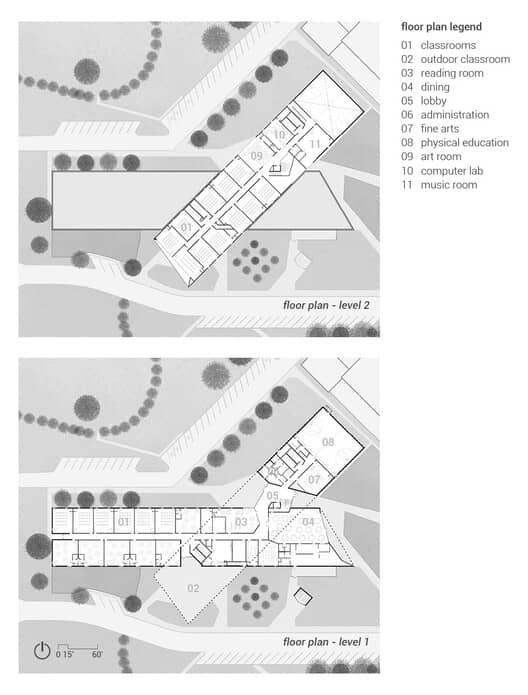 floor plan legend
01 classrooms
02 outdoor classroom
03 reading room
04 dining
05 lobby
06 administration
07 fine arts
08 physical education
09 art room
10 computer lab
11 music room
10
09
11
01
floor plan - level 2
08
06
07
05
01
03
04
02
floor plan - level 1
0 15' 60'